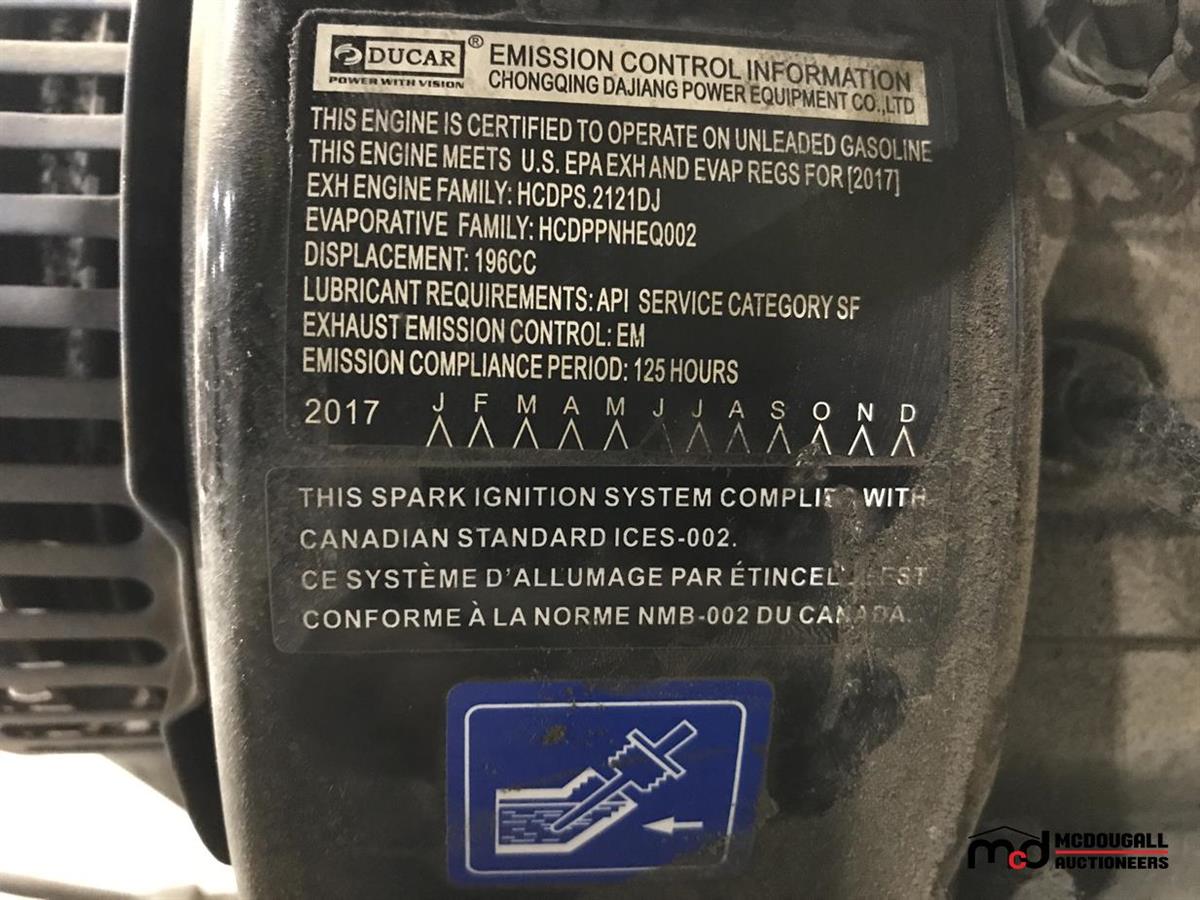 DUCAR®
POWER WITH VISION
EMISSION CONTROL INFORMATION
CHONGQING DAJIANG POWER EQUIPMENT CO.,LTD
THIS ENGINE IS CERTIFIED TO OPERATE ON UNLEADED GASOLINE
THIS ENGINE MEETS U.S. EPA EXH AND EVAP REGS FOR [2017]
EXH ENGINE FAMILY: HCDPS.2121DJ
EVAPORATIVE FAMILY: HCDPPNHEQ002
DISPLACEMENT: 196CC
LUBRICANT REQUIREMENTS: API SERVICE CATEGORY SF
EXHAUST EMISSION CONTROL: EM
EMISSION COMPLIANCE PERIOD: 125 HOURS
2017 J F M A M J J A S O N D
THIS SPARK IGNITION SYSTEM WITH
CANADIAN STANDARD ICES-002.
CE SYSTÈME D'ALLUMAGE PAR EST
CONFORME À LA NORME NMB-002 DU CANADA.
McD MCDOUGALL
AUCTIONEERS